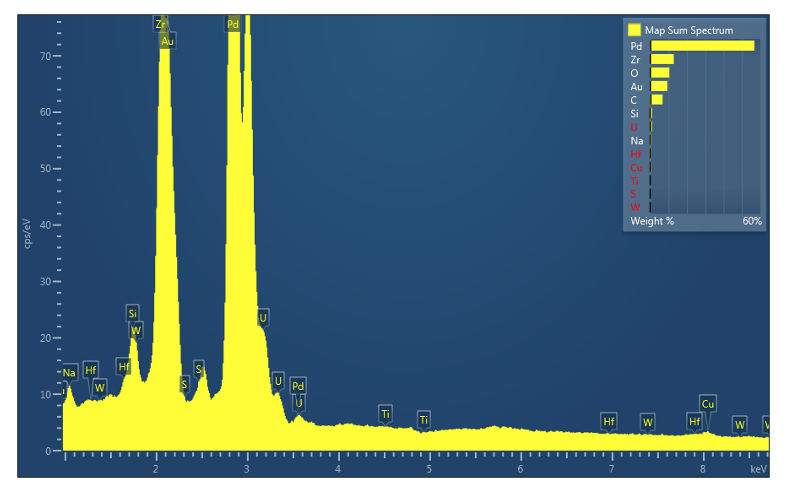 Zr
Au
Pd
70
60
50
40
30
20
10
0
cps/eV
Si
W
Na
Hf
W
Hf
S
S
U
U
Pd
U
Ti
Ti
Hf
W
Hf
Cu
W
W
2
3
4
5
6
7
8
keV
Map Sum Spectrum
Pd
Zr
O
Au
C
Si
U
Na
Hf
Cu
Ti
S
W
Weight % 60%